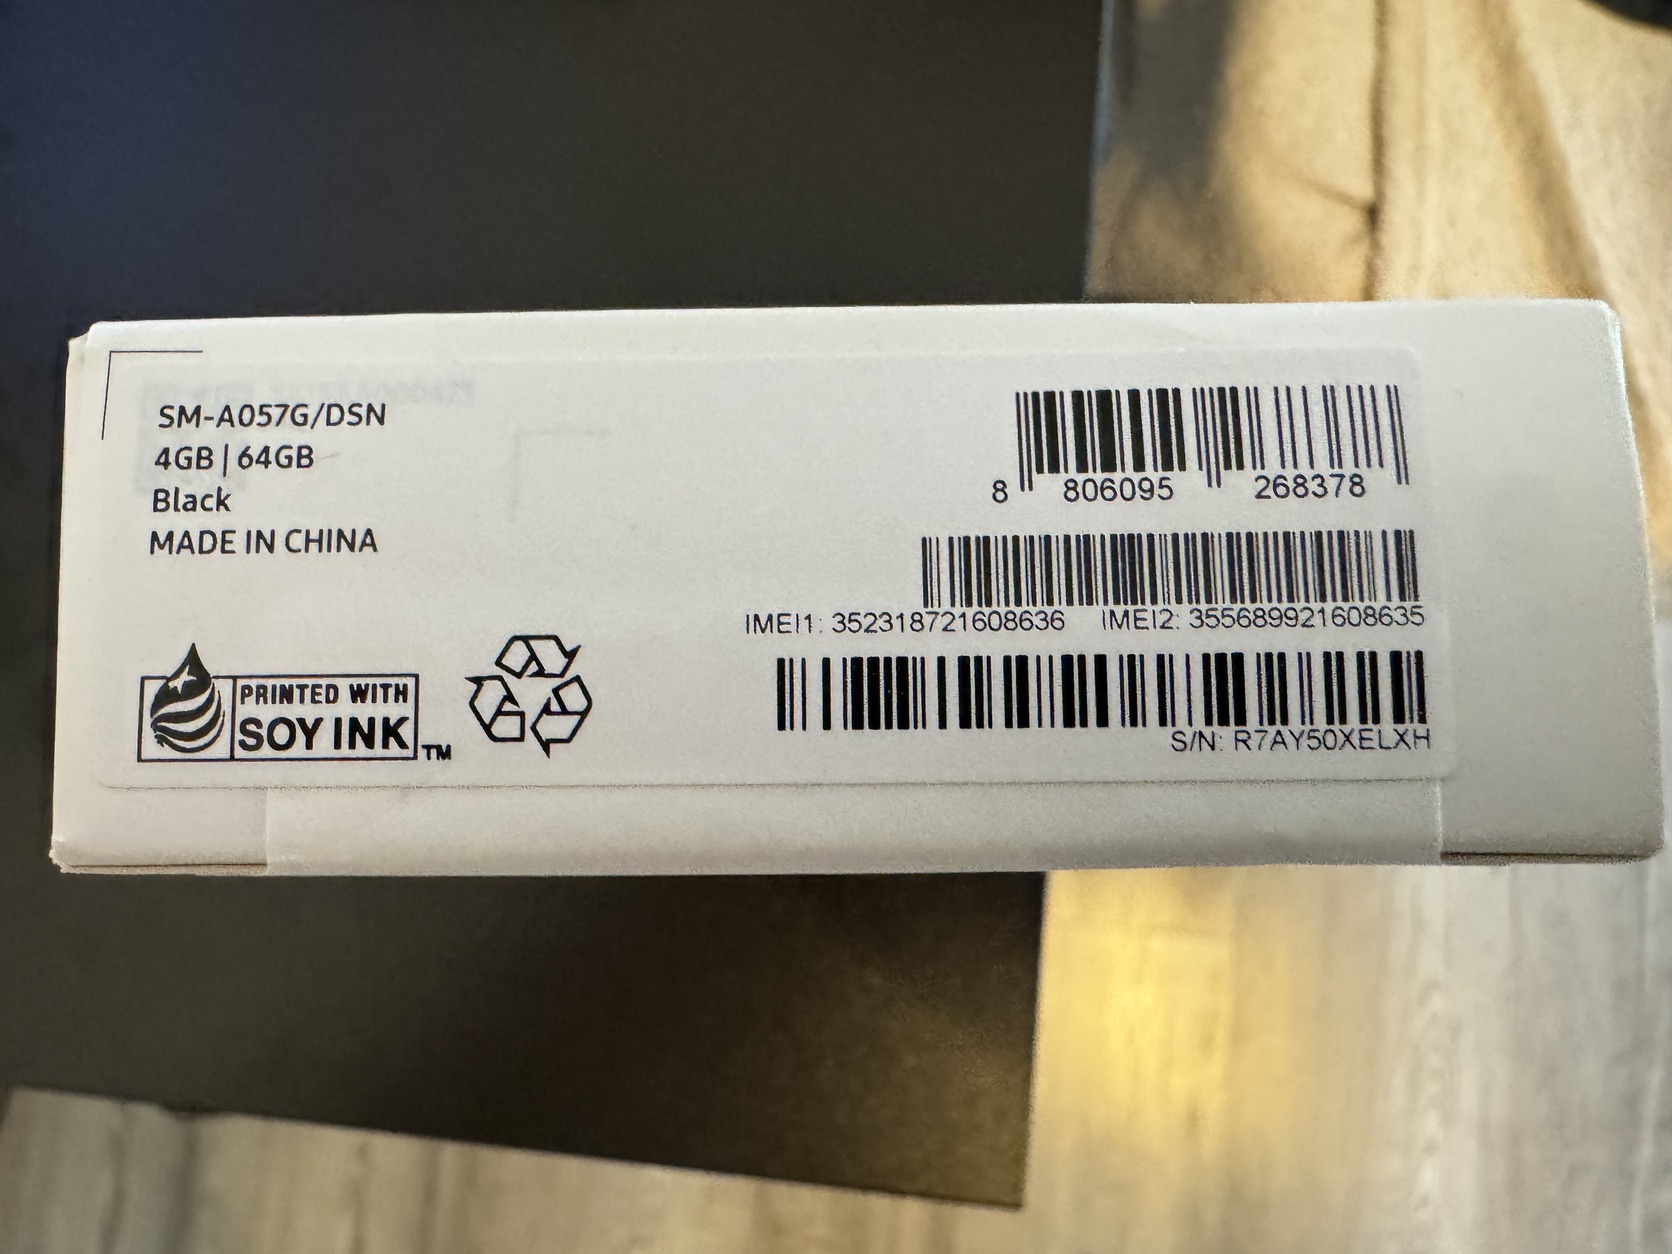 SM-A057G/DSN
4GB | 64GB
Black
MADE IN CHINA
8 806095 268378
IMEI1: 352318721608636 IMEI2: 355689921608635
S/N: R7AY50XELXH
PRINTED WITH
SOY INK TM